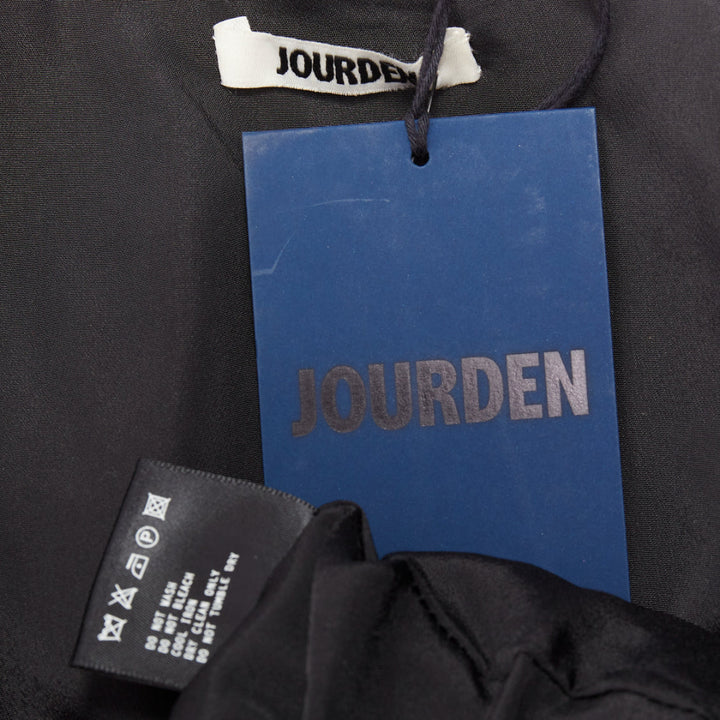 JOURDEN
JOURDEN
P
DO NOT WASH
DO NOT BLEACH
COOL IRON
DRY CLEAN ONLY
DO NOT TUMBLE DRY